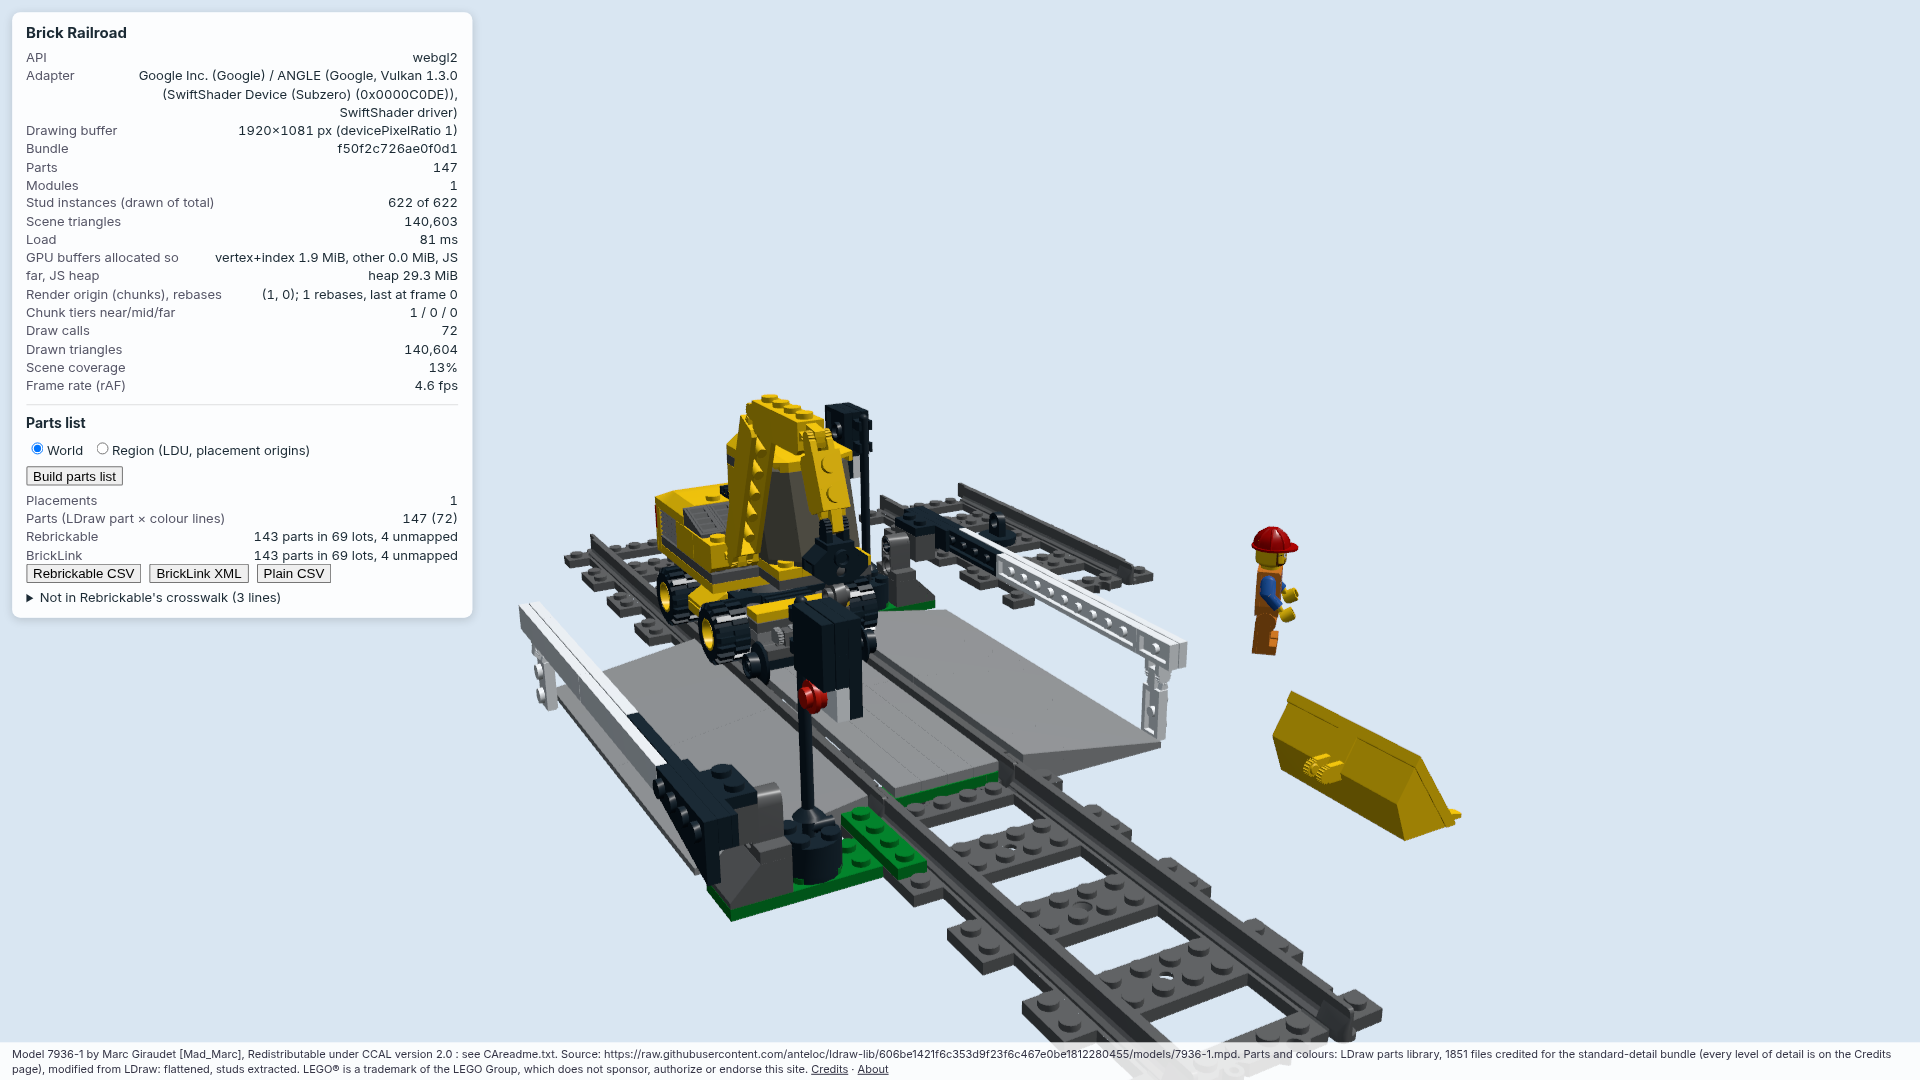 Brick Railroad
API webgl2
Adapter Google Inc. (Google) / ANGLE (Google, Vulkan 1.3.0
(SwiftShader Device (Subzero) (0x0000C0DE)),
SwiftShader driver)
Drawing buffer 1920×1081 px (devicePixelRatio 1)
Bundle f50f2c726ae0f0d1
Parts 147
Modules 1
Stud instances (drawn of total) 622 of 622
Scene triangles 140,603
Load 81 ms
GPU buffers allocated so vertex+index 1.9 MiB, other 0.0 MiB, JS
far, JS heap heap 29.3 MiB
Render origin (chunks), rebases (1, 0); 1 rebases, last at frame 0
Chunk tiers near/mid/far 1 / 0 / 0
Draw calls 72
Drawn triangles 140,604
Scene coverage 13%
Frame rate (rAF) 4.6 fps
Parts list
World Region (LDU, placement origins)
Build parts list
Placements 1
Parts (LDraw part × colour lines) 147 (72)
Rebrickable 143 parts in 69 lots, 4 unmapped
BrickLink 143 parts in 69 lots, 4 unmapped
Rebrickable CSV BrickLink XML Plain CSV
▶ Not in Rebrickable's crosswalk (3 lines)
Model 7936-1 by Marc Giraudet [Mad_Marc], Redistributable under CCAL version 2.0 : see CAreadme.txt. Source: https://raw.githubusercontent.com/anteloc/ldraw-lib/606be1421f6c353d9f23f6c467e0be1812280455/models/7936-1.mpd. Parts and colours: LDraw parts library, 1851 files credited for the standard-detail bundle (every level of detail is on the Credits
page), modified from LDraw: flattened, studs extracted. LEGO® is a trademark of the LEGO Group, which does not sponsor, authorize or endorse this site. Credits · About